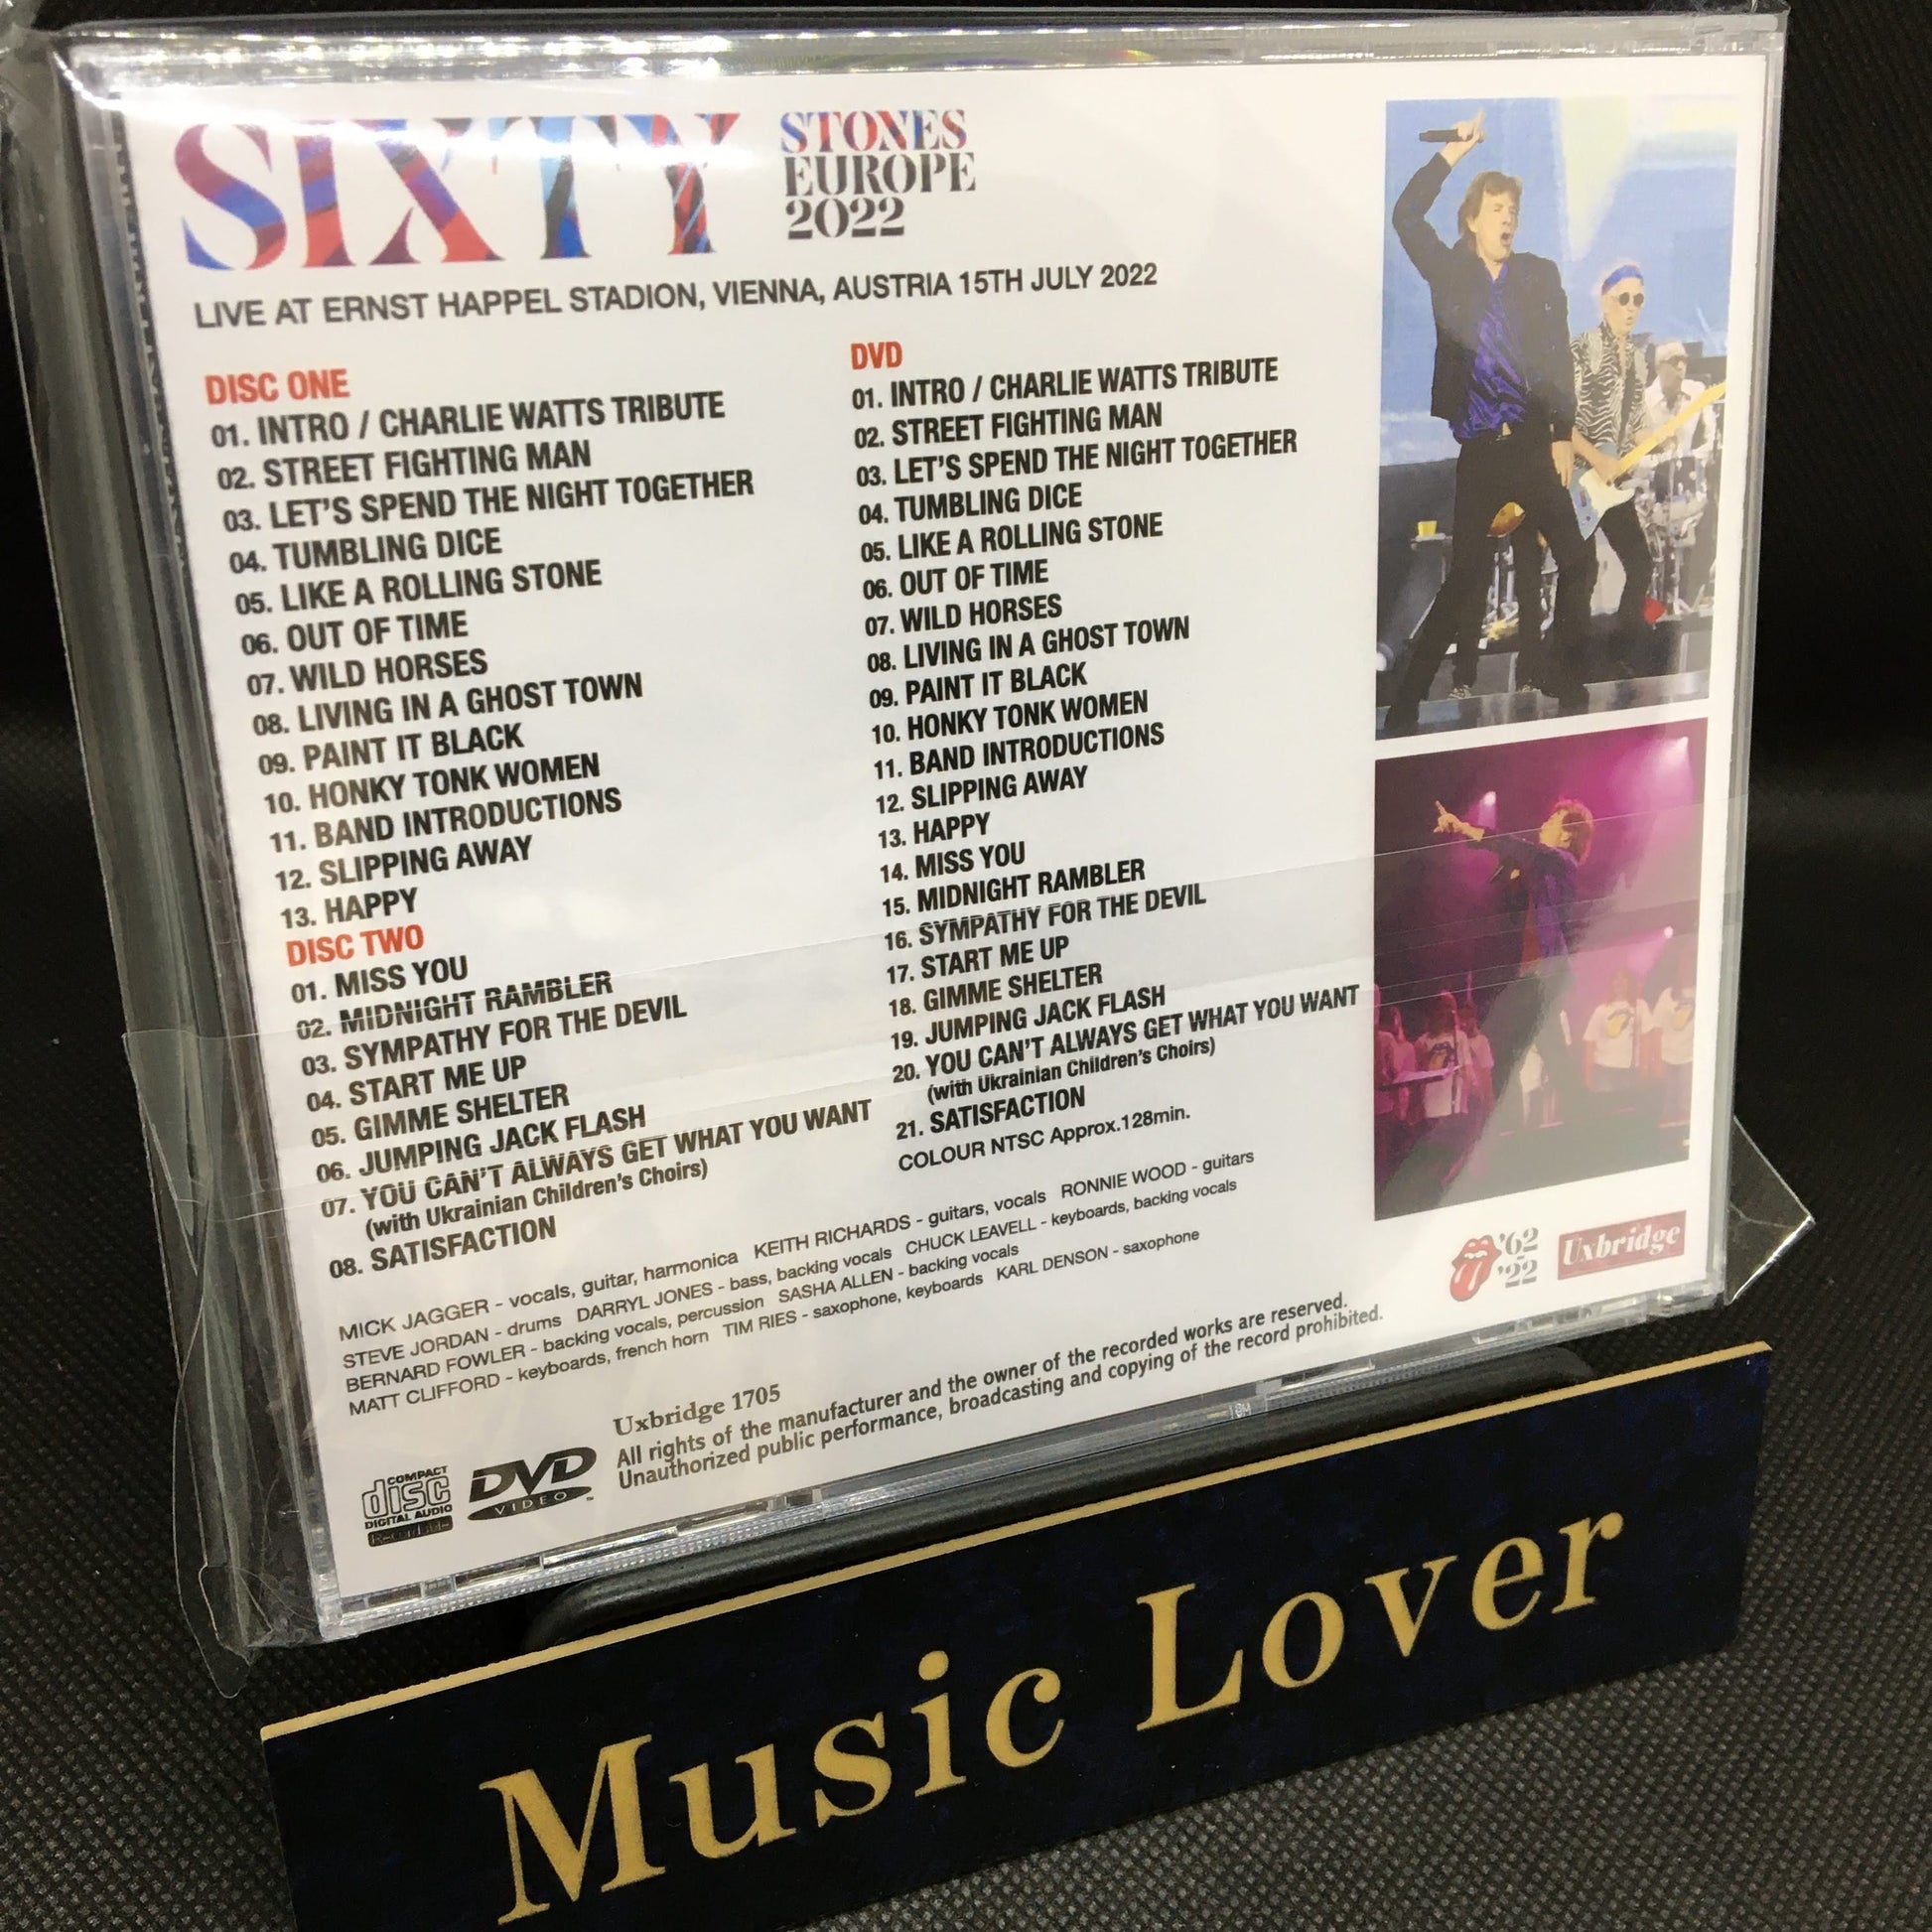 SIXTY
STONES
EUROPE
2022
LIVE AT ERNST HAPPEL STADION, VIENNA, AUSTRIA 15TH JULY 2022
DISC ONE
01. INTRO / CHARLIE WATTS TRIBUTE
02. STREET FIGHTING MAN
03. LET'S SPEND THE NIGHT TOGETHER
04. TUMBLING DICE
05. LIKE A ROLLING STONE
06. OUT OF TIME
07. WILD HORSES
08. LIVING IN A GHOST TOWN
09. PAINT IT BLACK
10. HONKY TONK WOMEN
11. BAND INTRODUCTIONS
12. SLIPPING AWAY
13. HAPPY
DISC TWO
01. MISS YOU
02. MIDNIGHT RAMBLER
03. SYMPATHY FOR THE DEVIL
04. START ME UP
05. GIMME SHELTER
06. JUMPING JACK FLASH
07. YOU CAN'T ALWAYS GET WHAT YOU WANT
(with Ukrainian Children's Choirs)
08. SATISFACTION
DVD
01. INTRO / CHARLIE WATTS TRIBUTE
02. STREET FIGHTING MAN
03. LET'S SPEND THE NIGHT TOGETHER
04. TUMBLING DICE
05. LIKE A ROLLING STONE
06. OUT OF TIME
07. WILD HORSES
08. LIVING IN A GHOST TOWN
09. PAINT IT BLACK
10. HONKY TONK WOMEN
11. BAND INTRODUCTIONS
12. SLIPPING AWAY
13. HAPPY
14. MISS YOU
15. MIDNIGHT RAMBLER
16. SYMPATHY FOR THE DEVIL
17. START ME UP
18. GIMME SHELTER
19. JUMPING JACK FLASH
20. YOU CAN'T ALWAYS GET WHAT YOU WANT
(with Ukrainian Children's Choirs)
21. SATISFACTION
COLOUR NTSC Approx.128min.
MICK JAGGER - vocals, guitar, harmonica KEITH RICHARDS - guitars, vocals RONNIE WOOD - guitars
STEVE JORDAN - drums DARRYL JONES - bass, backing vocals CHUCK LEAVELL - keyboards, backing vocals
BERNARD FOWLER - backing vocals, percussion SASHA ALLEN - backing vocals
MATT CLIFFORD - keyboards, french horn TIM RIES - saxophone, keyboards KARL DENSON - saxophone
'62
'22
Uxbridge
Uxbridge 1705
All rights of the manufacturer and the owner of the recorded works are reserved.
Unauthorized public performance, broadcasting and copying of the record prohibited.
COMPACT
disc
DIGITAL AUDIO
Recordable
DVD
VIDEO
TM
Music Lover